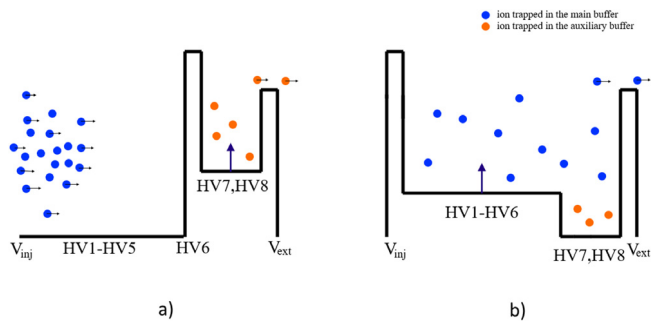 ion trapped in the main buffer
ion trapped in the auxiliary buffer
HV7,HV8
Vinj
HV1-HV5
HV6
Vext
HV1-HV6
Vinj
HV7,HV8
Vext
a)
b)